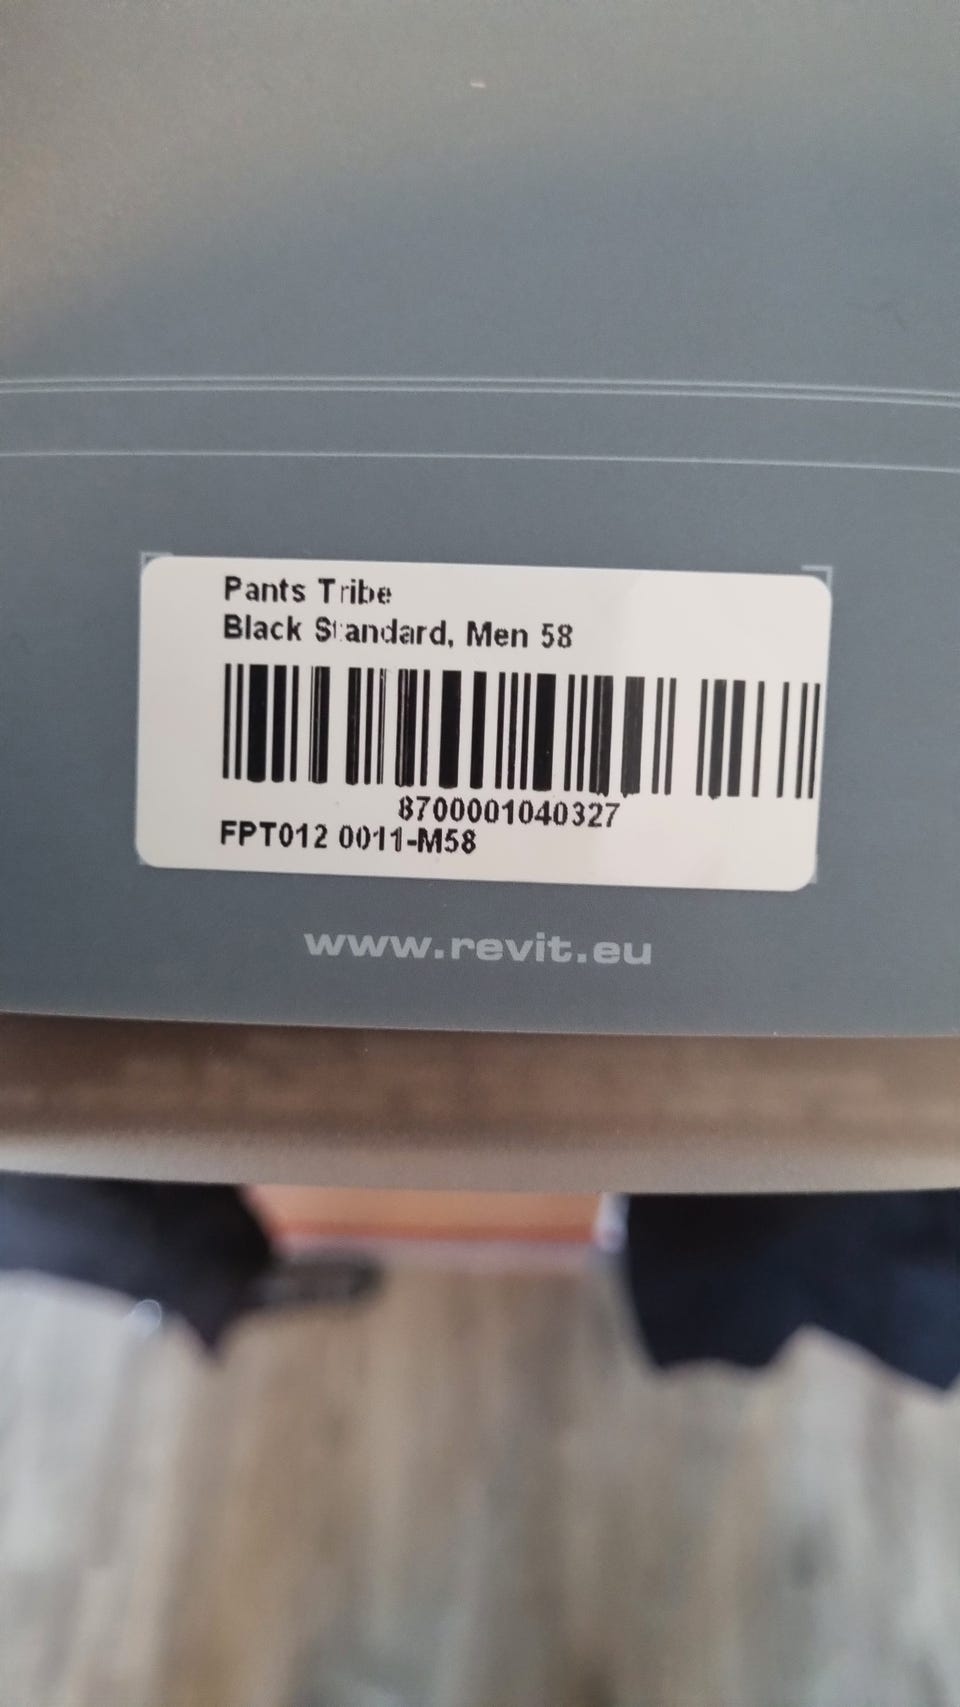 Pants Tribe
Black Standard, Men 58
8700001040327
FPT012 0011-M58
www.revit.eu